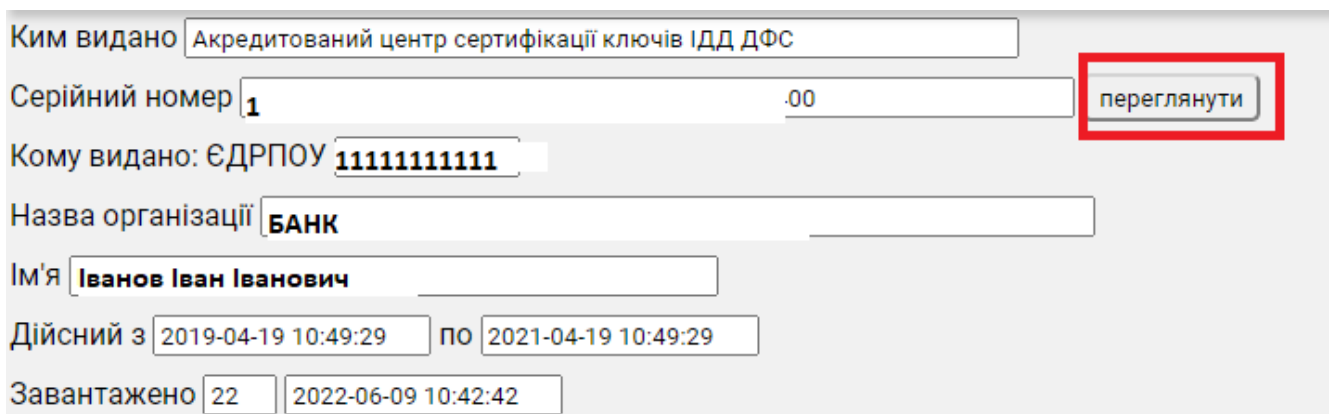 Ким видано Акредитований центр сертифікації ключів ІДД ДФС
Серійний номер 1 00 переглянути
Кому видано: ЄДРПОУ 11111111111
Назва організації БАНК
Ім'я Іванов Іван Іванович
Дійсний з 2019-04-19 10:49:29 по 2021-04-19 10:49:29
Завантажено 22 2022-06-09 10:42:42